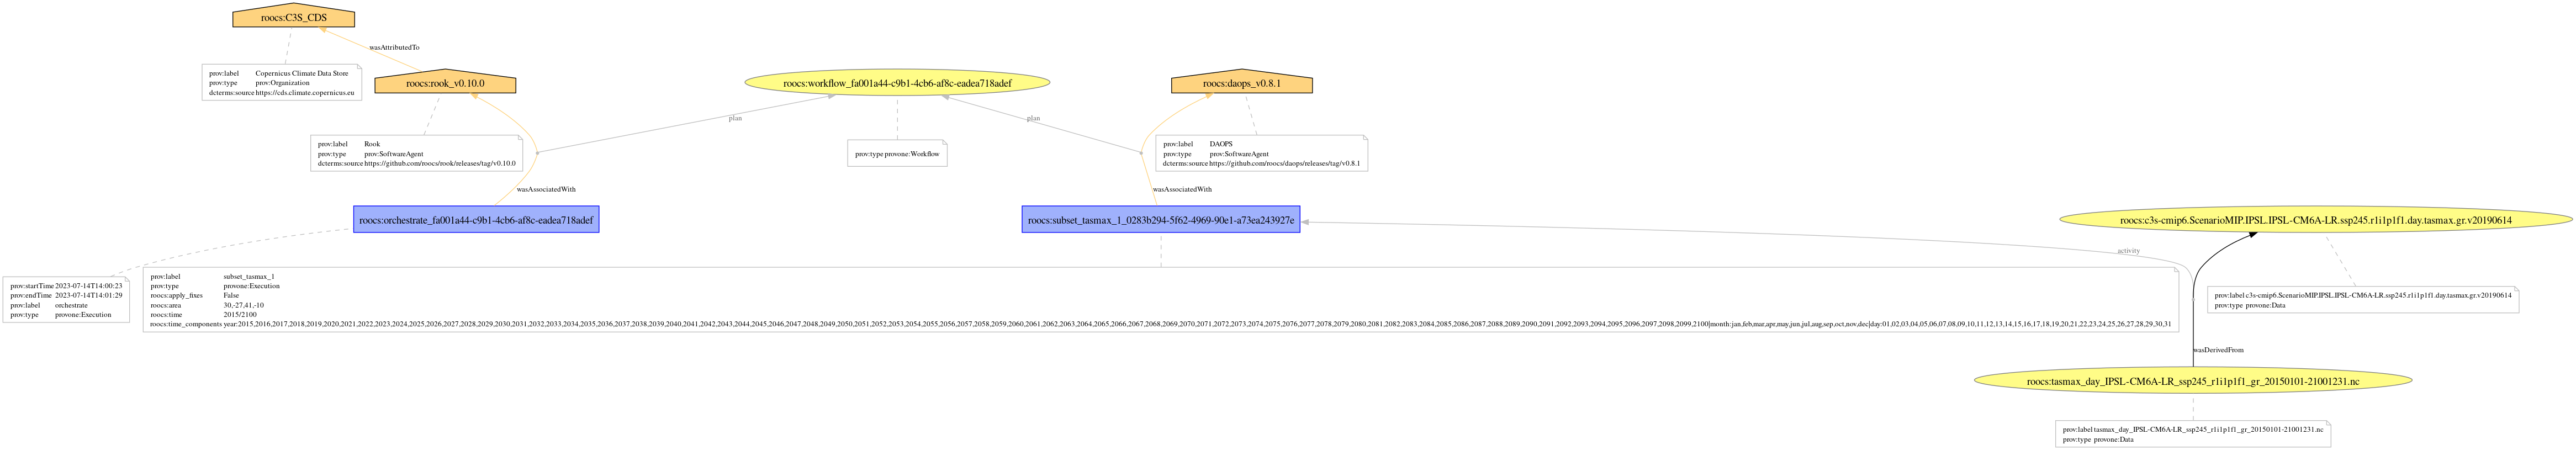 roocs:C3S_CDS
wasAttributedTo
prov:label Copernicus Climate Data Store
prov:type prov:Organization
dcterms:source https://cds.climate.copernicus.eu
roocs:rook_v0.10.0
roocs:workflow_fa001a44-c9b1-4cb6-af8c-eadea718adef
roocs:daops_v0.8.1
plan
plan
prov:label Rook
prov:type prov:SoftwareAgent
dcterms:source https://github.com/roocs/rook/releases/tag/v0.10.0
prov:type provone:Workflow
prov:label DAOPS
prov:type prov:SoftwareAgent
dcterms:source https://github.com/roocs/daops/releases/tag/v0.8.1
wasAssociatedWith
wasAssociatedWith
roocs:orchestrate_fa001a44-c9b1-4cb6-af8c-eadea718adef
roocs:subset_tasmax_1_0283b294-5f62-4969-90e1-a73ea243927e
roocs:c3s-cmip6.ScenarioMIP.IPSL.IPSL-CM6A-LR.ssp245.r1i1p1f1.day.tasmax.gr.v20190614
activity
prov:startTime 2023-07-14T14:00:23
prov:endTime 2023-07-14T14:01:29
prov:label orchestrate
prov:type provone:Execution
prov:label subset_tasmax_1
prov:type provone:Execution
roocs:apply_fixes False
roocs:area 30,-27,41,-10
roocs:time 2015/2100
roocs:time_components year:2015,2016,2017,2018,2019,2020,2021,2022,2023,2024,2025,2026,2027,2028,2029,2030,2031,2032,2033,2034,2035,2036,2037,2038,2039,2040,2041,2042,2043,2044,2045,2046,2047,2048,2049,2050,2051,2052,2053,2054,2055,2056,2057,2058,2059,2060,2061,2062,2063,2064,2065,2066,2067,2068,2069,2070,2071,2072,2073,2074,2075,2076,2077,2078,2079,2080,2081,2082,2083,2084,2085,2086,2087,2088,2089,2090,2091,2092,2093,2094,2095,2096,2097,2098,2099,2100|month:jan,feb,mar,apr,may,jun,jul,aug,sep,oct,nov,dec|day:01,02,03,04,05,06,07,08,09,10,11,12,13,14,15,16,17,18,19,20,21,22,23,24,25,26,27,28,29,30,31
prov:label c3s-cmip6.ScenarioMIP.IPSL.IPSL-CM6A-LR.ssp245.r1i1p1f1.day.tasmax.gr.v20190614
prov:type provone:Data
wasDerivedFrom
roocs:tasmax_day_IPSL-CM6A-LR_ssp245_r1i1p1f1_gr_20150101-21001231.nc
prov:label tasmax_day_IPSL-CM6A-LR_ssp245_r1i1p1f1_gr_20150101-21001231.nc
prov:type provone:Data